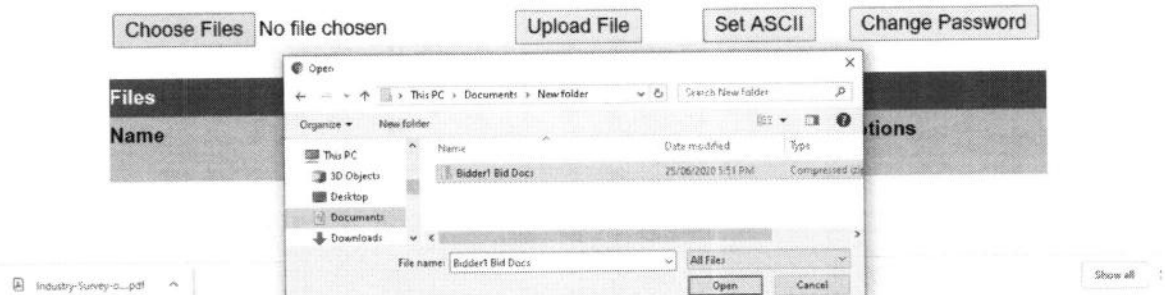 Choose Files No file chosen Upload File Set ASCII Change Password
Open
Files
This PC > Documents > New folder Search New folder
Organize New folder
Name Name Date modified Type tions
This PC
3D Objects Bidder1 Bid Docs 25/06/2020 5:51 PM Compressed (zip
Desktop
Documents
Downloads
File name: Bidder1 Bid Docs All Files
Industry-Survey-o....pdf Open Cancel Show all